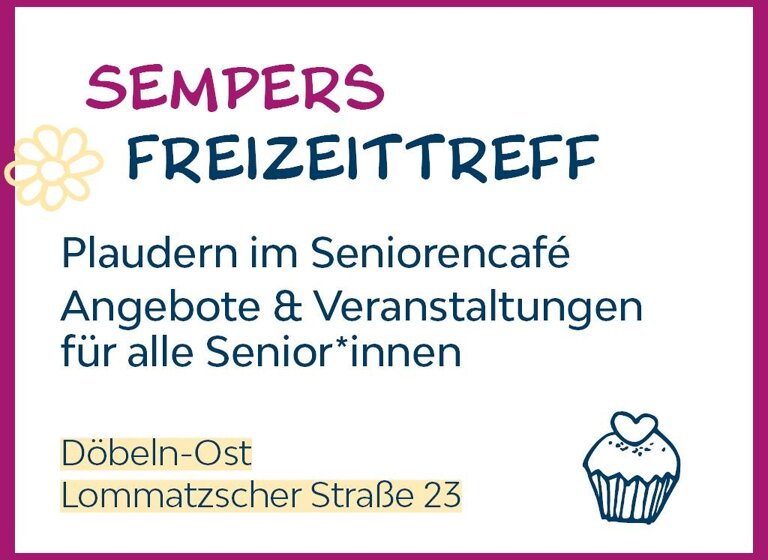 SEMPERS
FREIZEITTREFF
Plaudern im Seniorencafé
Angebote & Veranstaltungen
für alle Senior*innen
Döbeln-Ost
Lommatzscher Straße 23